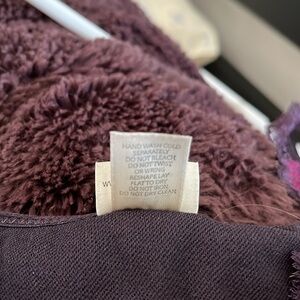 HAND WASH COLD
SEPARATELY
DO NOT BLEACH
DO NOT TWIST
OR WRING
RESHAPE LAY
FLAT TO DRY
DO NOT IRON
DO NOT DRY CLEAN